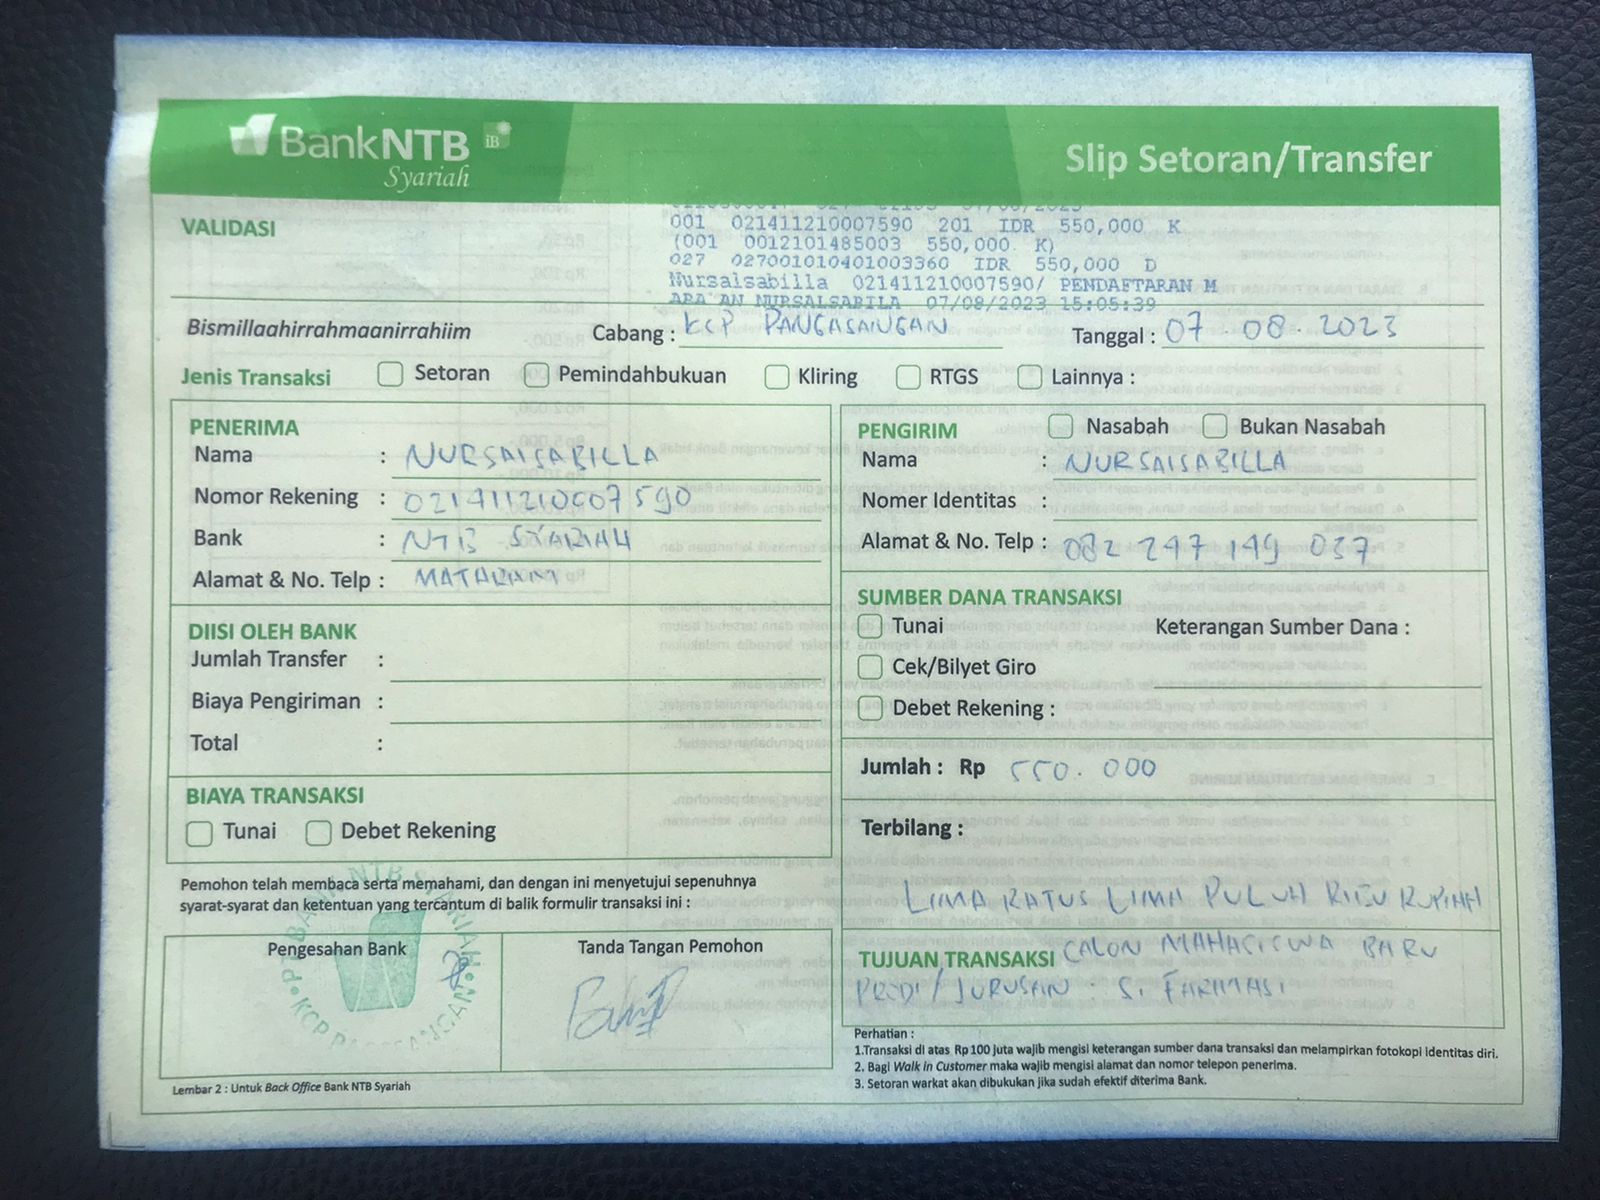 BankNTB iB
Syariah
Slip Setoran/Transfer
VALIDASI
001 021411210007590 201 IDR 550,000 K
(001 0012101485003 550,000 K)
027 027001010401003360 IDR 550,000 D
Nursalsabilla 021411210007590/ PENDAFTARAN M
ABA'AN NURSALSABILA 07/08/2023 15:05:39
Bismillaahirrahmaanirrahiim
Cabang : KCP PANGASANGAN
Tanggal : 07 . 08 . 2023
Jenis Transaksi Setoran Pemindahbukuan Kliring RTGS Lainnya :
PENERIMA
Nama : NURSALSABILLA
Nomor Rekening : 021411210007590
Bank : NTB SYARIAH
Alamat & No. Telp : MATARAM
DIISI OLEH BANK
Jumlah Transfer :
Biaya Pengiriman :
Total :
BIAYA TRANSAKSI
Tunai Debet Rekening
Pemohon telah membaca serta memahami, dan dengan ini menyetujui sepenuhnya
syarat-syarat dan ketentuan yang tercantum di balik formulir transaksi ini :
Pengesahan Bank
Tanda Tangan Pemohon
Lembar 2 : Untuk Back Office Bank NTB Syariah
PENGIRIM Nasabah Bukan Nasabah
Nama : NURSALSABILLA
Nomer Identitas :
Alamat & No. Telp : 082 247 149 037
SUMBER DANA TRANSAKSI
Tunai Keterangan Sumber Dana :
Cek/Bilyet Giro
Debet Rekening :
Jumlah : Rp 550.000
Terbilang :
LIMA RATUS LIMA PULUH RIBU RUPIAH
TUJUAN TRANSAKSI CALON MAHASISWA BARU
PRODI / JURUSAN . S1 FARMASI
Perhatian :
1.Transaksi di atas Rp 100 juta wajib mengisi keterangan sumber dana transaksi dan melampirkan fotokopi identitas diri.
2. Bagi Walk in Customer maka wajib mengisi alamat dan nomor telepon penerima.
3. Setoran warkat akan dibukukan jika sudah efektif diterima Bank.